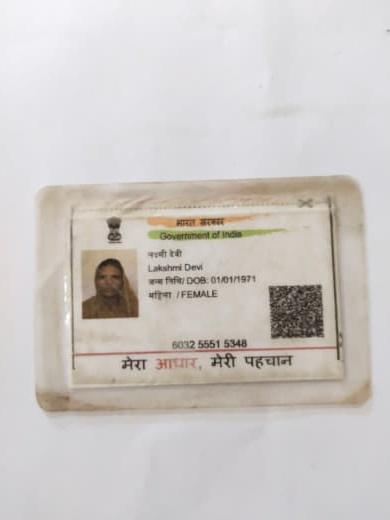 भारत सरकार
Government of India
लक्ष्मी देवी
Lakshmi Devi
जन्म तिथि/ DOB: 01/01/1971
महिला / FEMALE
6032 5551 5348
मेरा आधार, मेरी पहचान